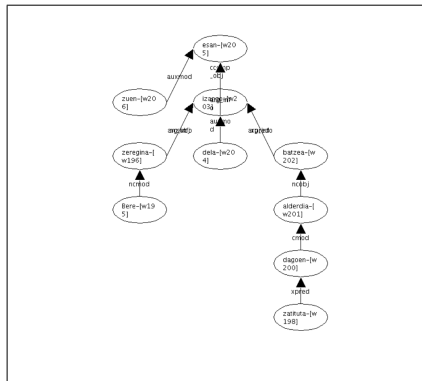 esan-[w20
5]
auxmod
ccomp
_obj
zuen-[w20
6]
izanen-[w2
03]
auxmo
d
zeregina-[
w196]
dela-[w20
4]
batzea-[w
202]
ncmod
ncobj
Bere-[w19
5]
alderdia-[
w201]
cmod
dagoen-[w
200]
xpred
zatituta-[w
198]